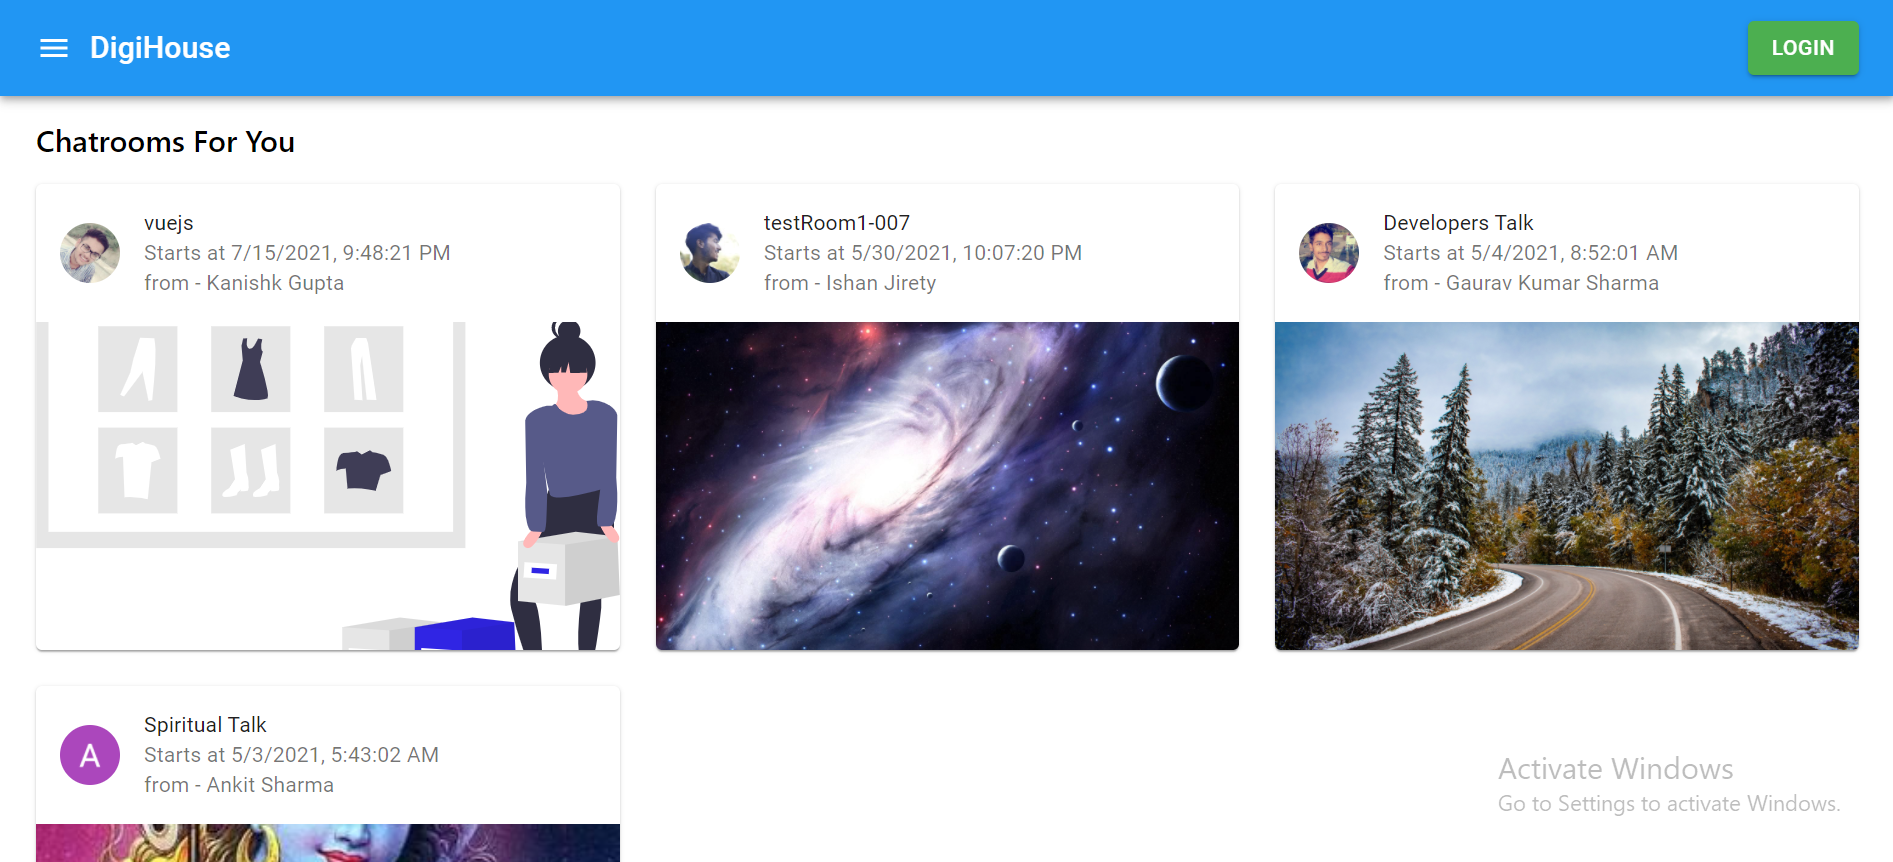 DigiHouse
LOGIN
Chatrooms For You
vuejs
Starts at 7/15/2021, 9:48:21 PM
from - Kanishk Gupta
testRoom1-007
Starts at 5/30/2021, 10:07:20 PM
from - Ishan Jirety
Developers Talk
Starts at 5/4/2021, 8:52:01 AM
from - Gaurav Kumar Sharma
A
Spiritual Talk
Starts at 5/3/2021, 5:43:02 AM
from - Ankit Sharma
Activate Windows
Go to Settings to activate Windows.